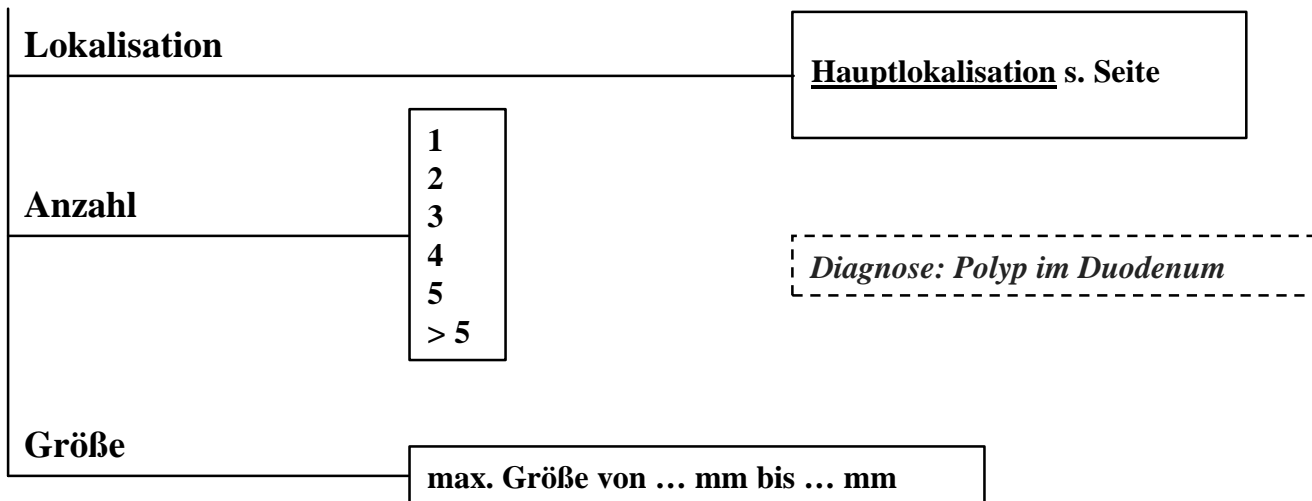 Lokalisation
Hauptlokalisation s. Seite
Anzahl
1
2
3
4
5
> 5
Diagnose: Polyp im Duodenum
Größe
max. Größe von … mm bis … mm